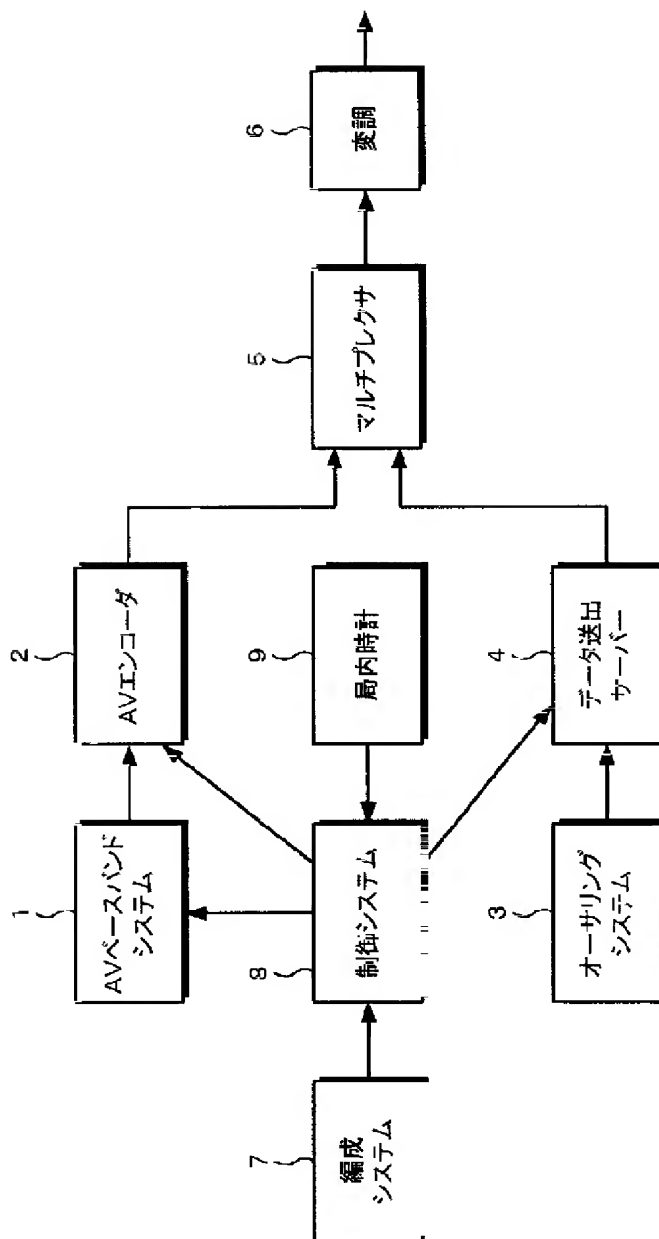 1
AVベースバンド
システム
2
AVエンコーダ
7
編成
システム
8
制御システム
9
局内時計
5
マルチプレクサ
6
変調
3
オーサリング
システム
4
データ送出
サーバー